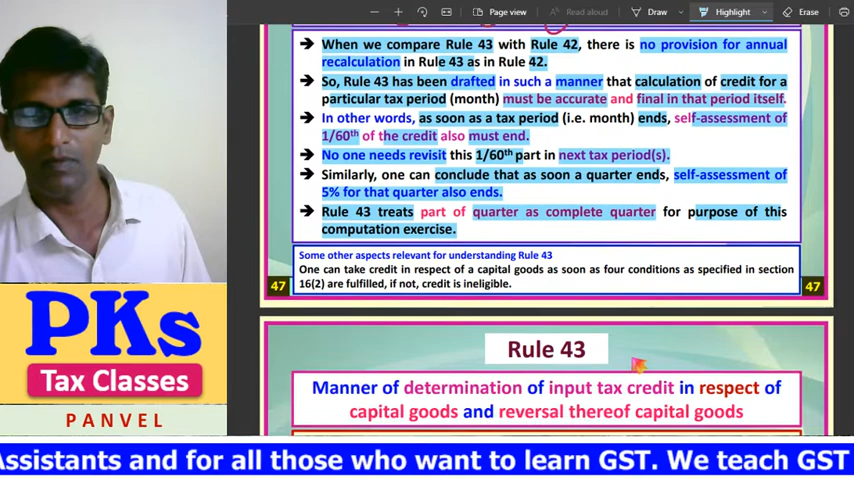 Page view
Read aloud
Draw
Highlight
Erase
When we compare Rule 43 with Rule 42, there is no provision for annual
recalculation in Rule 43 as in Rule 42.
So, Rule 43 has been drafted in such a manner that calculation of credit for a
particular tax period (month) must be accurate and final in that period itself.
In other words, as soon as a tax period (i.e. month) ends, self-assessment of
1/60th of the credit also must end.
No one needs revisit this 1/60th part in next tax period(s).
Similarly, one can conclude that as soon a quarter ends, self-assessment of
5% for that quarter also ends.
Rule 43 treats part of quarter as complete quarter for purpose of this
computation exercise.
Some other aspects relevant for understanding Rule 43
One can take credit in respect of a capital goods as soon as four conditions as specified in section
16(2) are fulfilled, if not, credit is ineligible.
47
47
Rule 43
Manner of determination of input tax credit in respect of
capital goods and reversal thereof capital goods
PKs
Tax Classes
PANVEL
Assistants and for all those who want to learn GST. We teach GST